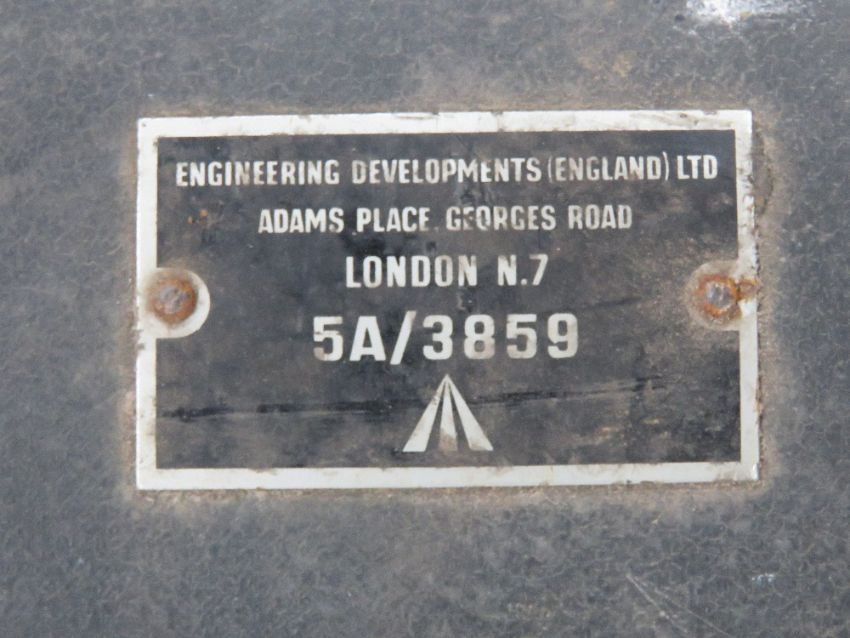 ENGINEERING DEVELOPMENTS (ENGLAND) LTD
ADAMS PLACE. GEORGES ROAD
LONDON N.7
5A/3859